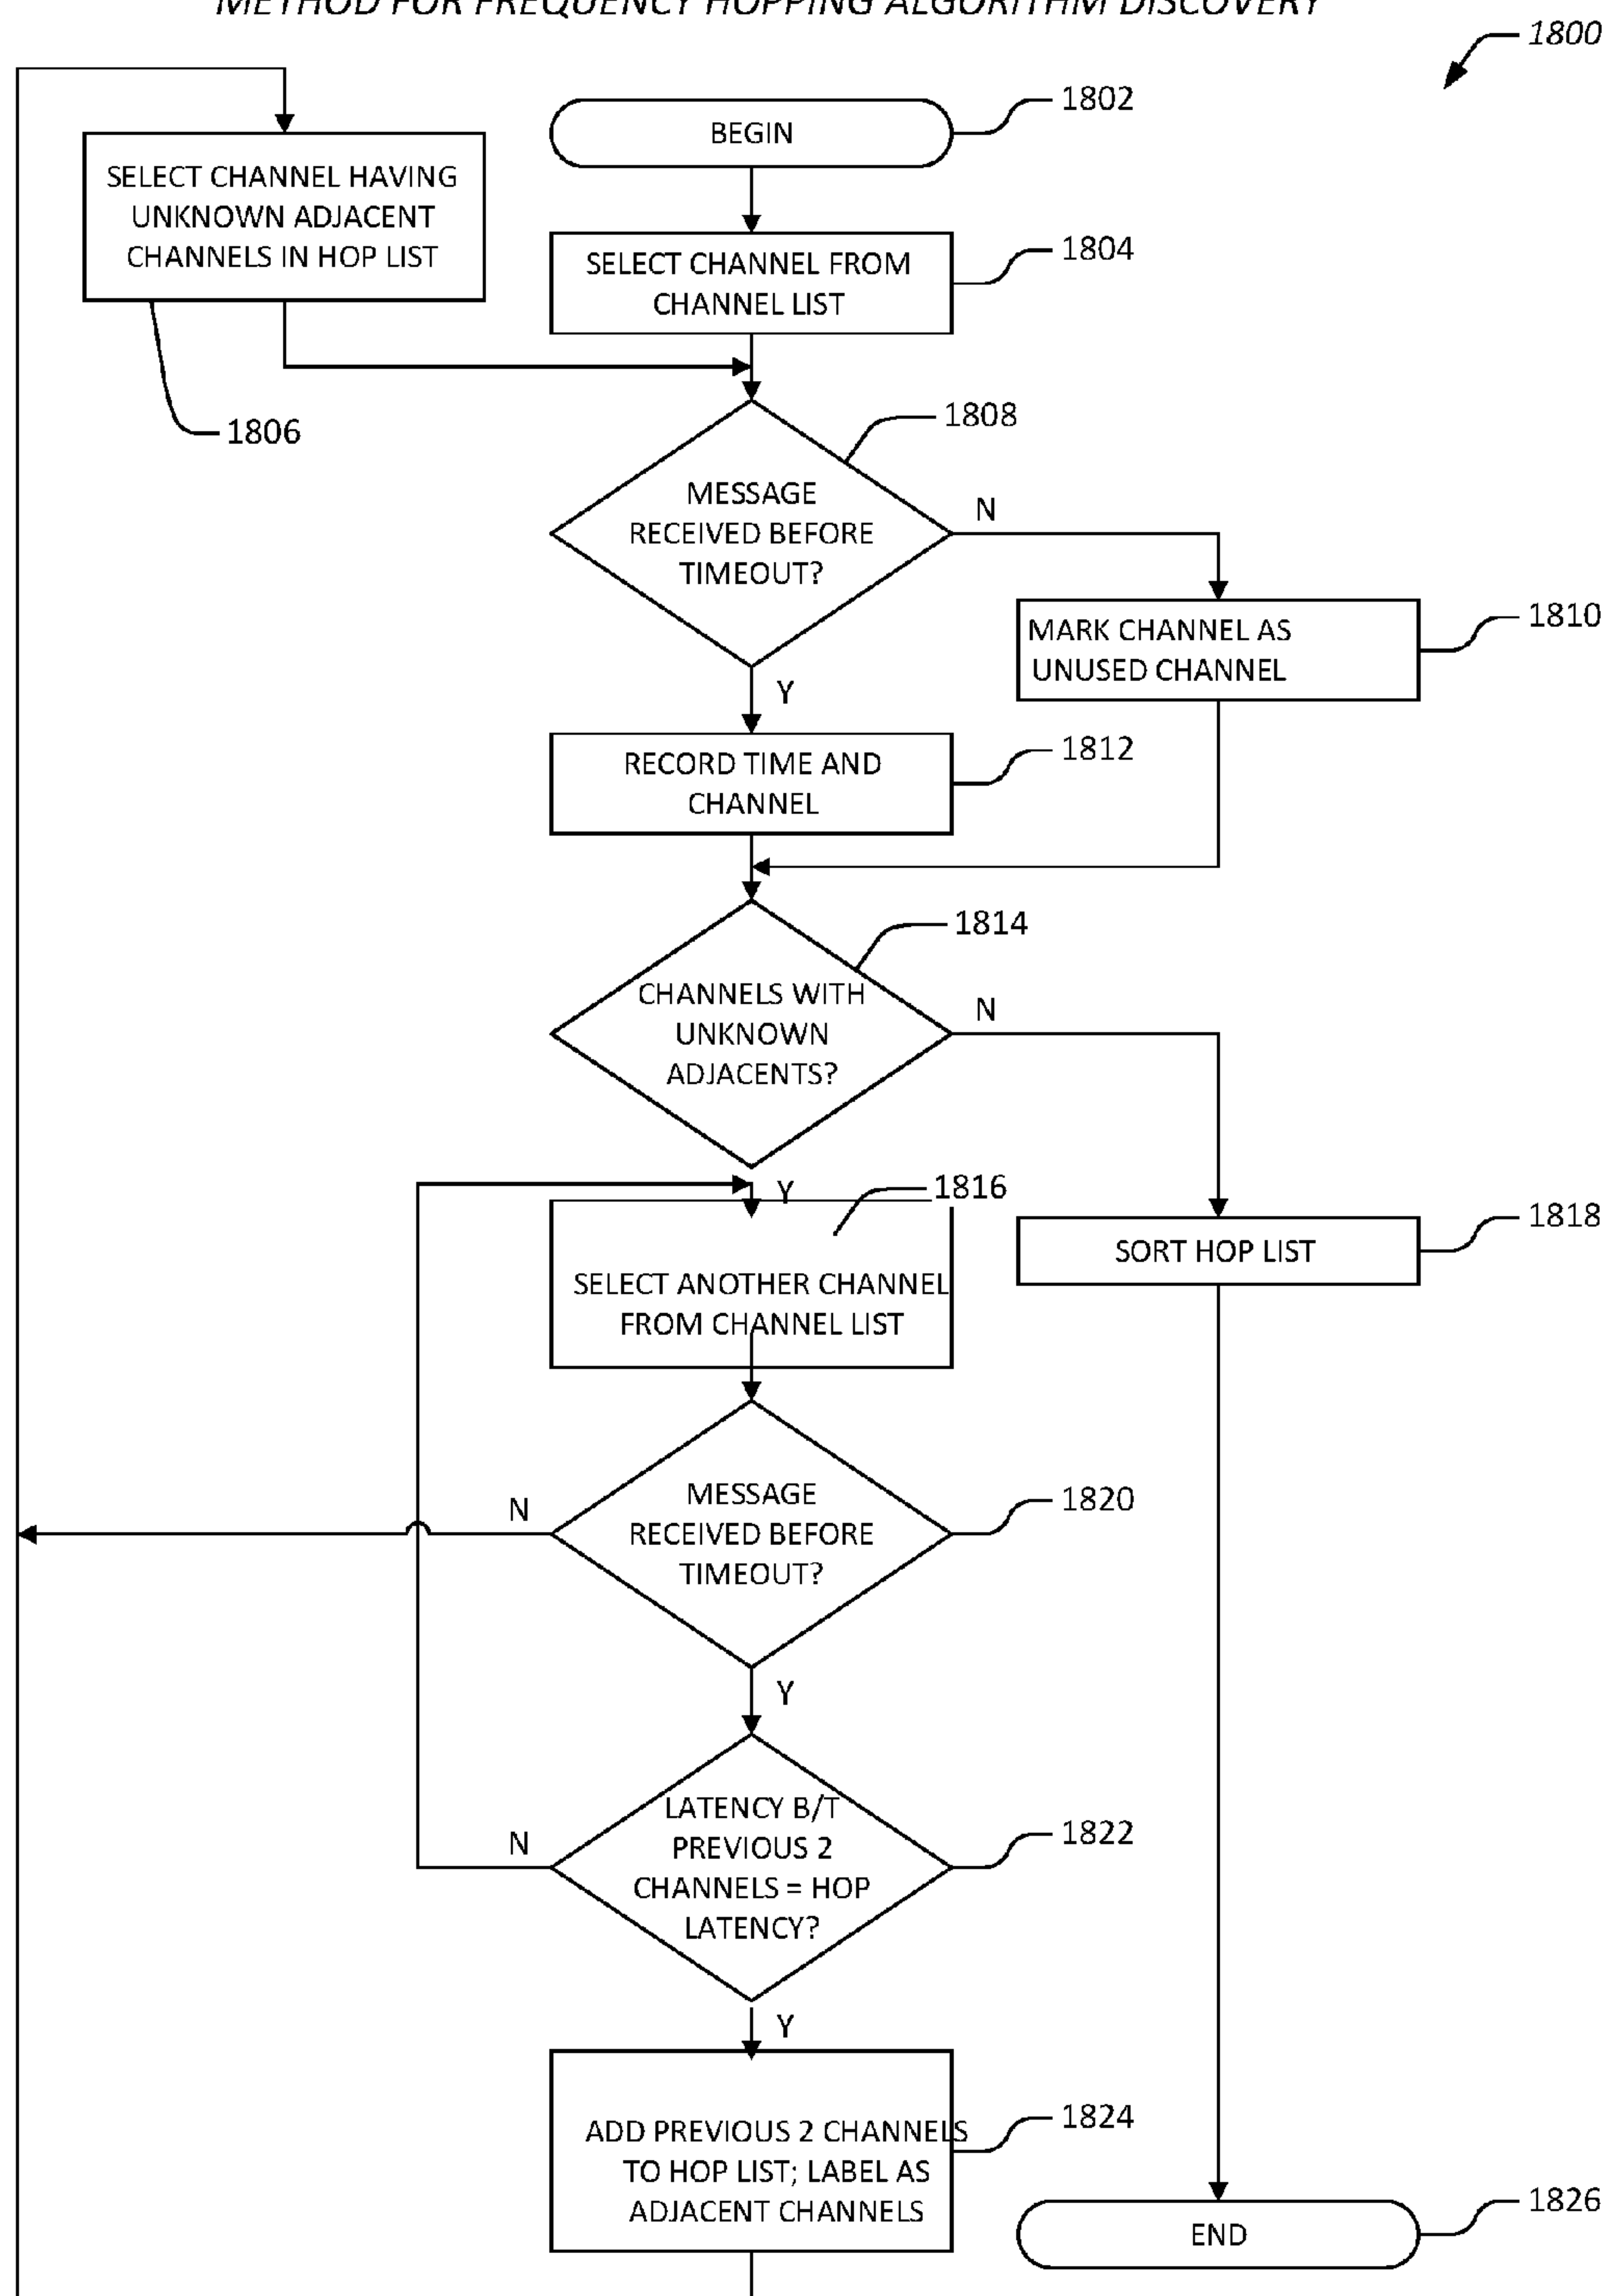 METHOD FOR FREQUENCY HOPPING ALGORITHM DISCOVERY
1800
1802
BEGIN
SELECT CHANNEL HAVING
UNKNOWN ADJACENT
CHANNELS IN HOP LIST
1804
SELECT CHANNEL FROM
CHANNEL LIST
1806
1808
MESSAGE
RECEIVED BEFORE
TIMEOUT?
N
1810
MARK CHANNEL AS
UNUSED CHANNEL
Y
1812
RECORD TIME AND
CHANNEL
1814
CHANNELS WITH
UNKNOWN
ADJACENTS?
N
Y
1816
SELECT ANOTHER CHANNEL
FROM CHANNEL LIST
1818
SORT HOP LIST
1820
MESSAGE
RECEIVED BEFORE
TIMEOUT?
N
Y
1822
LATENCY B/T
PREVIOUS 2
CHANNELS = HOP
LATENCY?
N
Y
1824
ADD PREVIOUS 2 CHANNELS
TO HOP LIST; LABEL AS
ADJACENT CHANNELS
1826
END